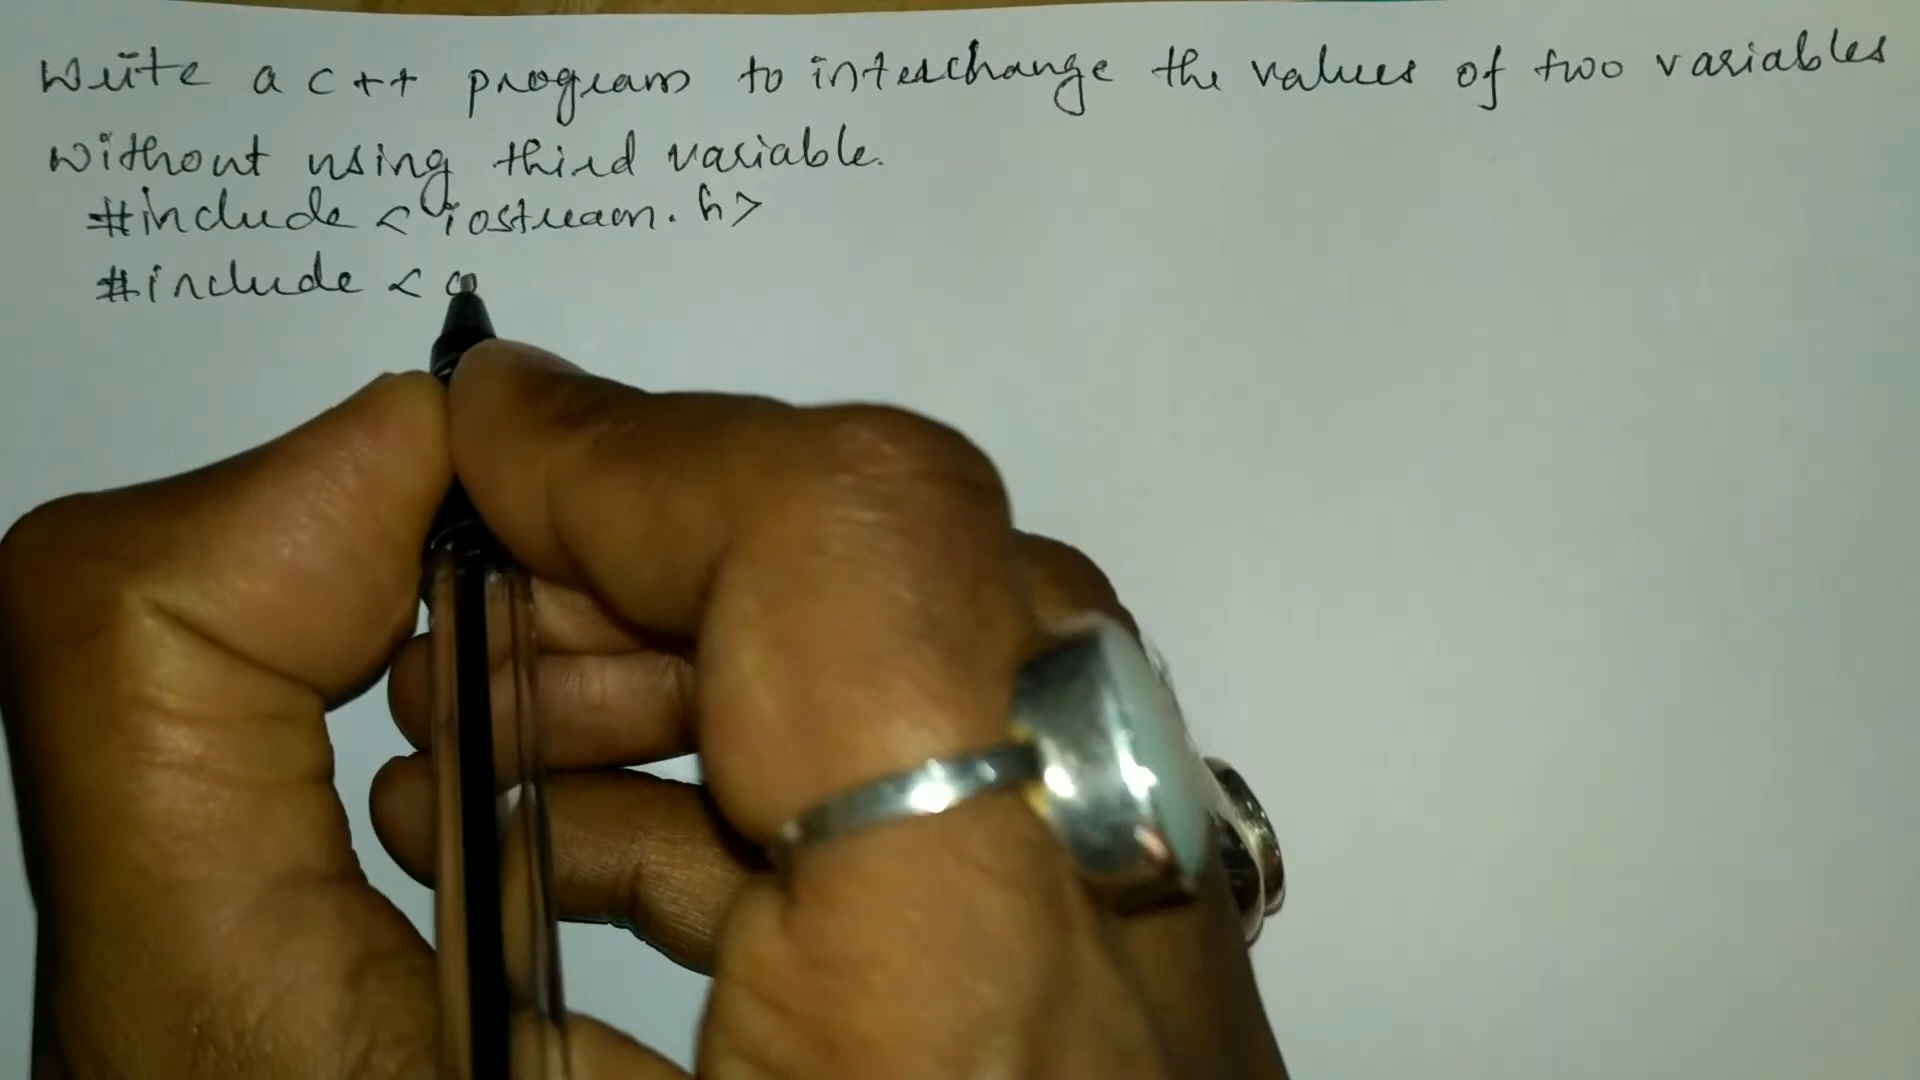 Write a c++ program to interchange the values of two variables
without using third variable.
#include <iostream.h>
#include <